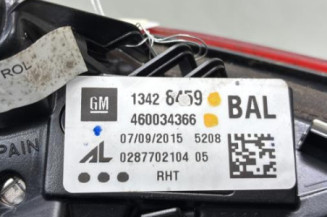 ROL
GM 1342 8459 BAL
460034366
07/09/2015 5208
AL 0287702104 05
RHT
PAIN